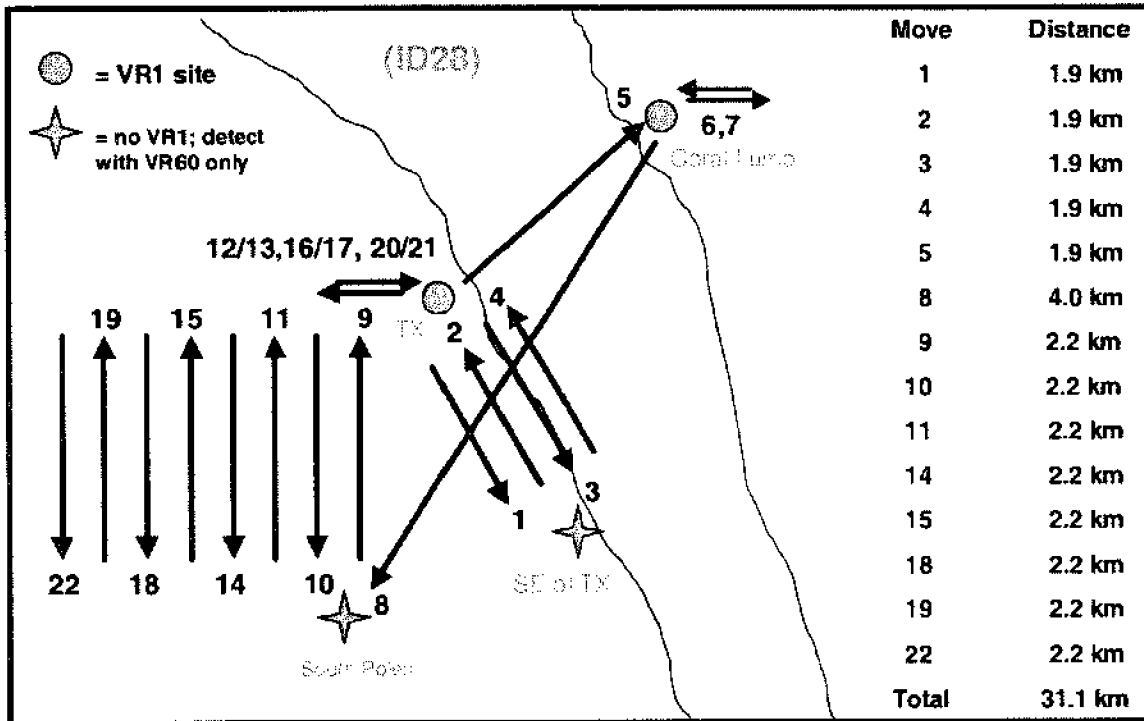 (ID28)
= VR1 site
= no VR1; detect
with VR60 only
5
6,7
12/13,16/17, 20/21
TX
4
2
19 15 11 9
1
3
SE of TX
22 18 14 10
8
South
Move Distance
1 1.9 km
2 1.9 km
3 1.9 km
4 1.9 km
5 1.9 km
8 4.0 km
9 2.2 km
10 2.2 km
11 2.2 km
14 2.2 km
15 2.2 km
18 2.2 km
19 2.2 km
22 2.2 km
Total 31.1 km